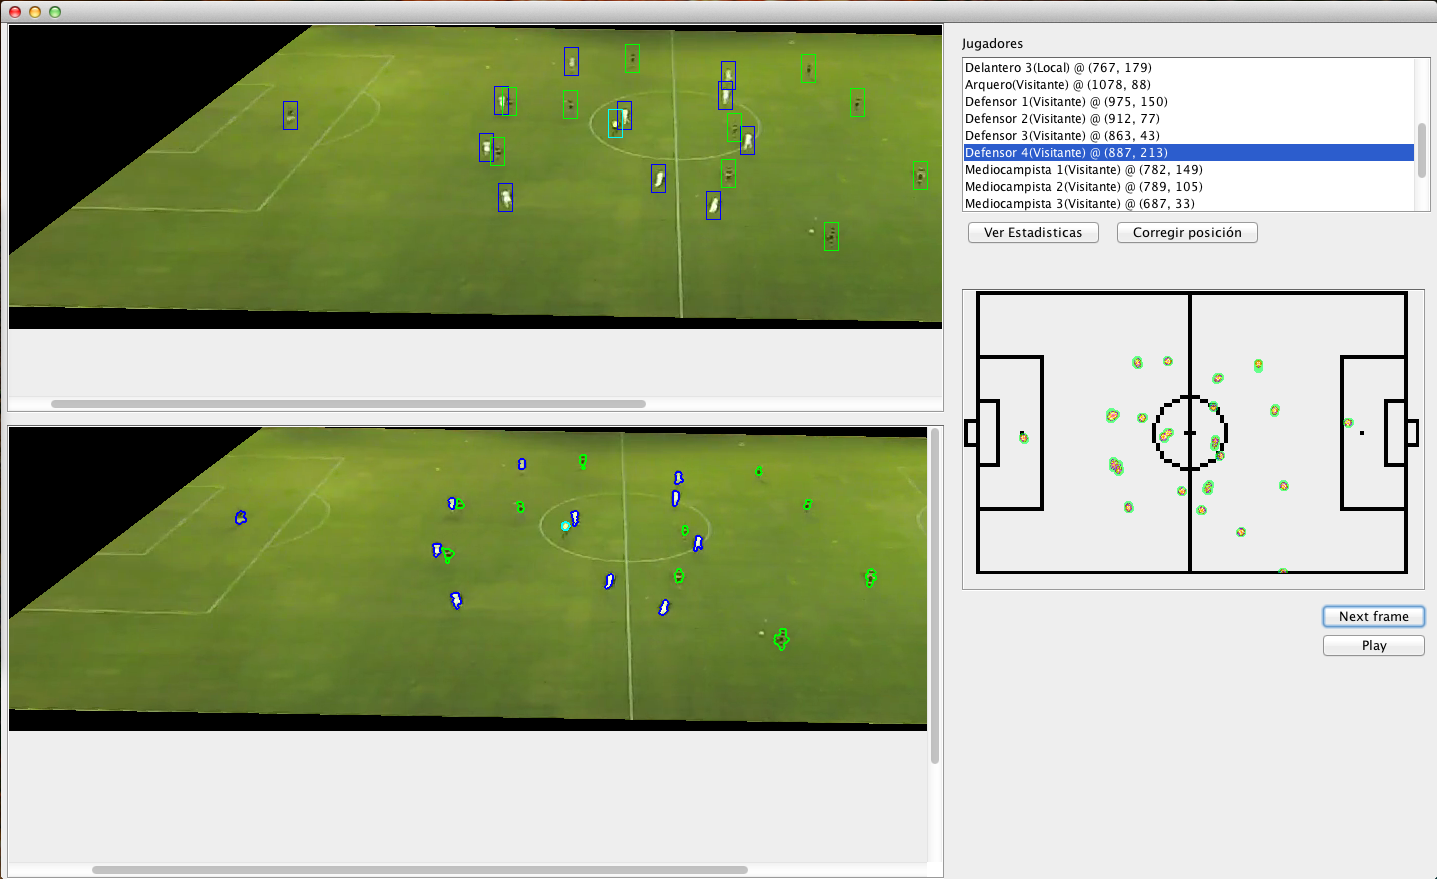 Jugadores
Delantero 3(Local) @ (767, 179)
Arquero(Visitante) @ (1078, 88)
Defensor 1(Visitante) @ (975, 150)
Defensor 2(Visitante) @ (912, 77)
Defensor 3(Visitante) @ (863, 43)
Defensor 4(Visitante) @ (887, 213)
Mediocampista 1(Visitante) @ (782, 149)
Mediocampista 2(Visitante) @ (789, 105)
Mediocampista 3(Visitante) @ (687, 33)
Ver Estadisticas
Corregir posición
Next frame
Play